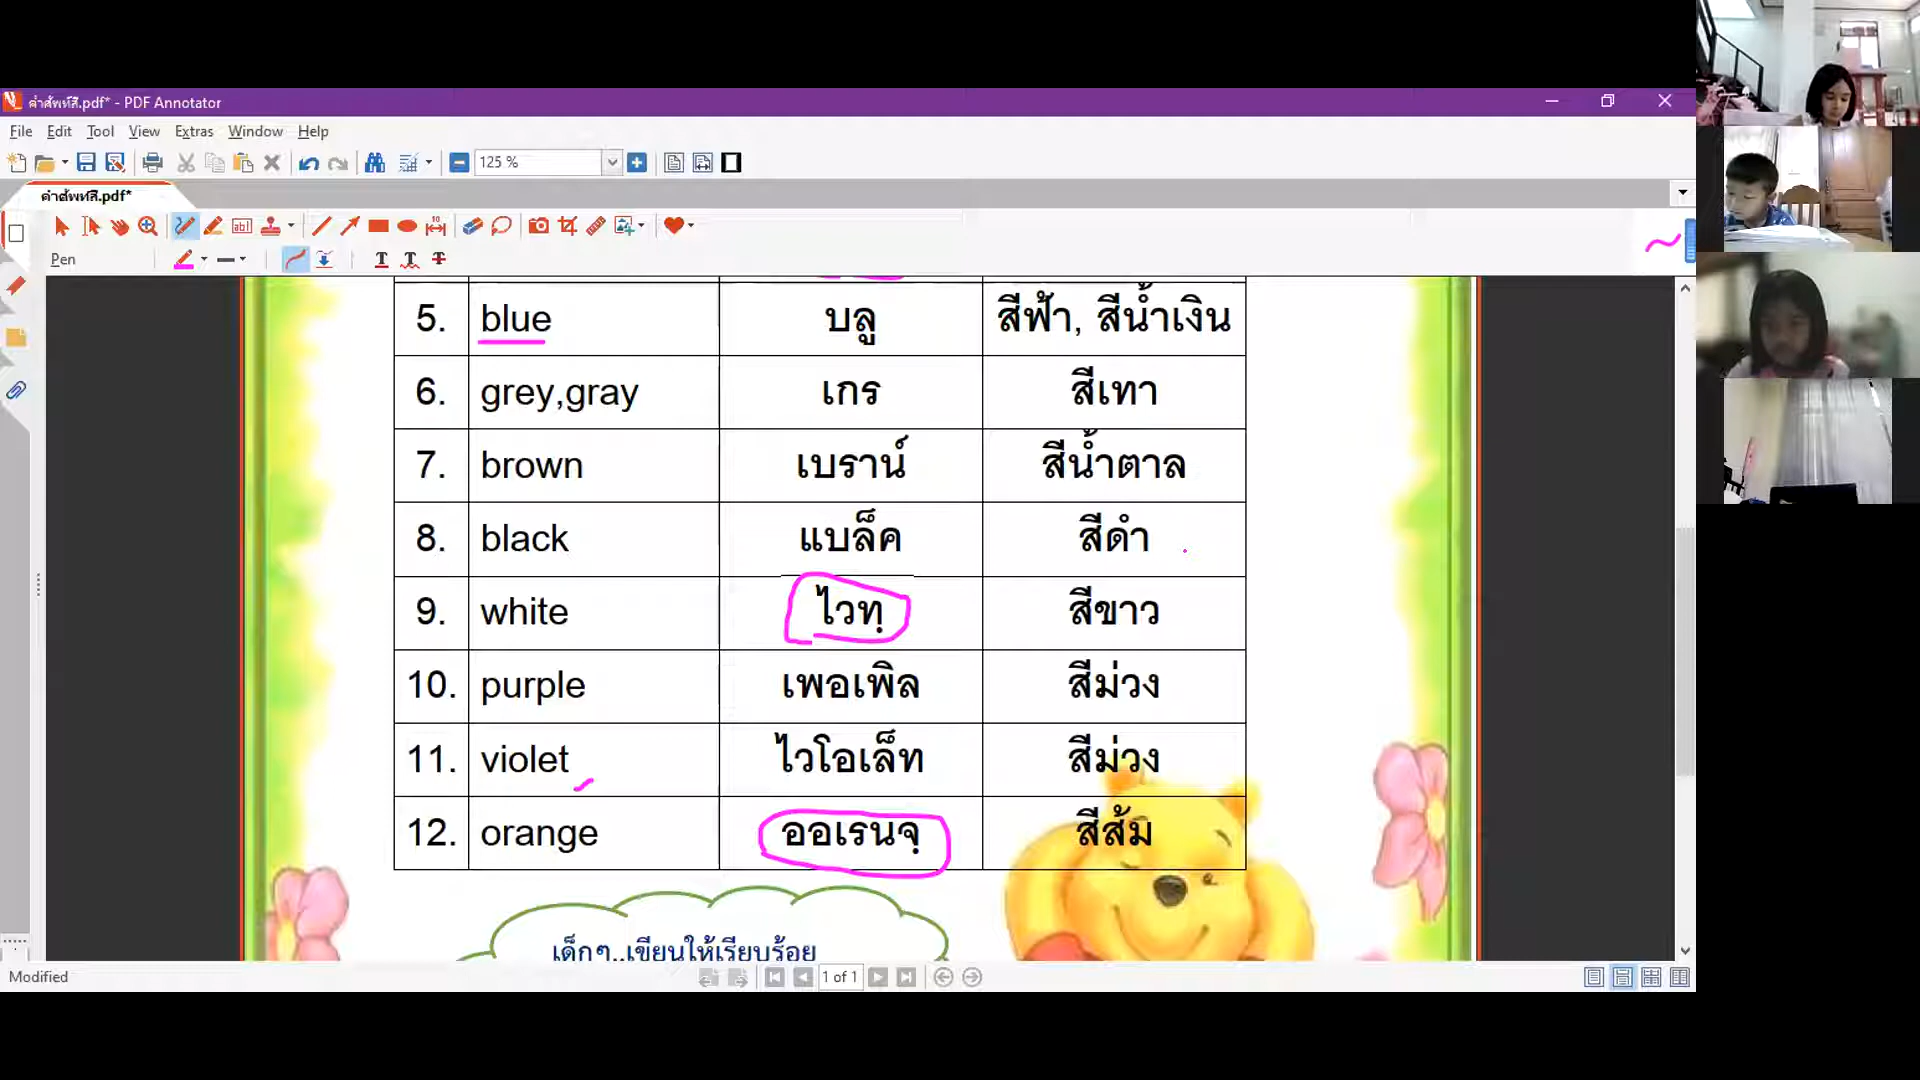 คำศัพท์สี.pdf* - PDF Annotator
File Edit Tool View Extras Window Help
125 %
คำศัพท์สี.pdf*
Pen
5. blue บลู สีฟ้า, สีน้ำเงิน
6. grey,gray เกร สีเทา
7. brown เบราน์ สีน้ำตาล
8. black แบล็ค สีดำ
9. white ไวทฺ สีขาว
10. purple เพอเพิล สีม่วง
11. violet ไวโอเล็ท สีม่วง
12. orange ออเรนจฺ สีส้ม
เด็กๆ..เขียนให้เรียบร้อย
Modified
1 of 1